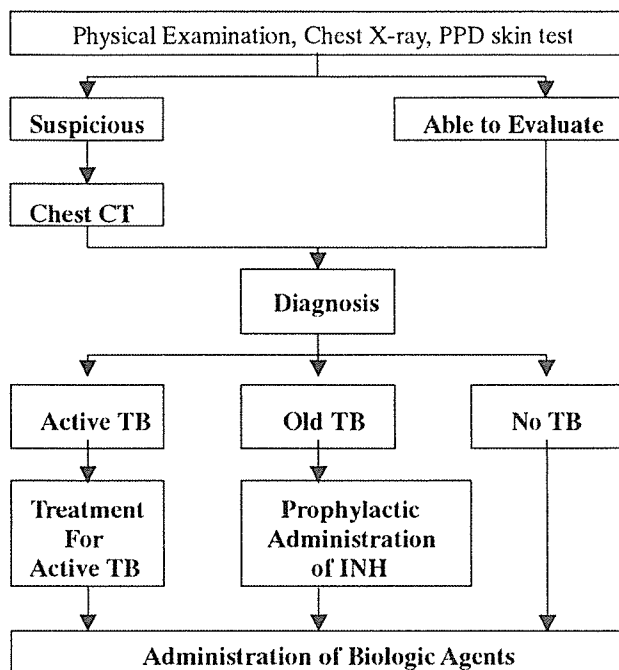 Physical Examination, Chest X-ray, PPD skin test
Suspicious
Able to Evaluate
Chest CT
Diagnosis
Active TB
Old TB
No TB
Treatment
For
Active TB
Prophylactic
Administration
of INH
Administration of Biologic Agents